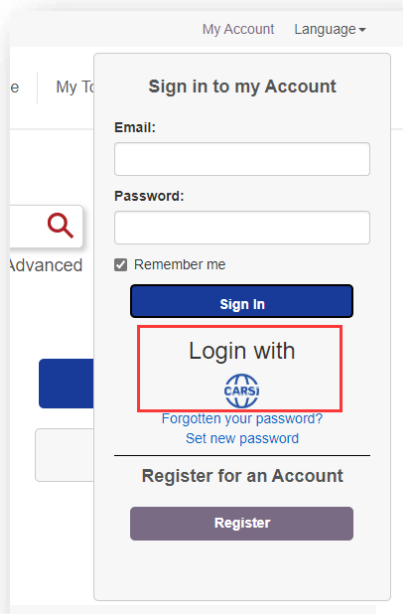 My Account Language
e My To
Sign in to my Account
Email:
Password:
Advanced
Remember me
Sign In
Login with
CARSI
Forgotten your password?
Set new password
Register for an Account
Register